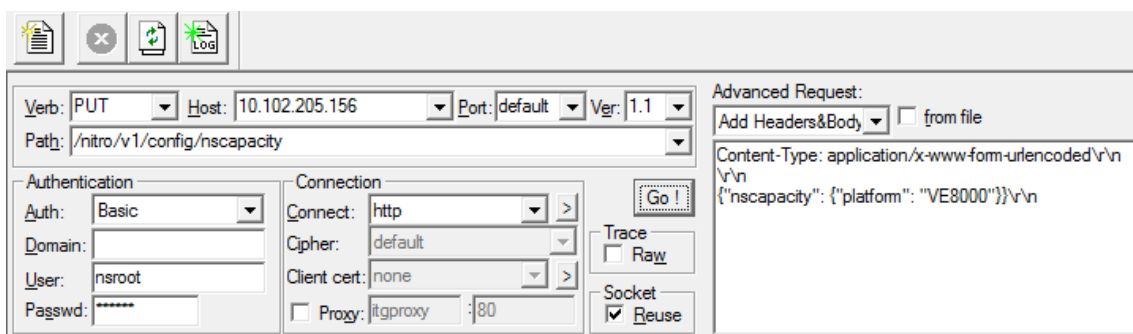 LOG
Verb: PUT Host: 10.102.205.156 Port: default Ver: 1.1
Path: /nitro/v1/config/nscapacity
Authentication
Auth: Basic
Domain:
User: nsroot
Passwd: ******
Connection
Connect: http >
Cipher: default
Client cert: none >
Proxy: itgproxy : 80
Go !
Trace
Raw
Socket
Reuse
Advanced Request:
Add Headers&Body from file
Content-Type: application/x-www-form-urlencoded\r\n
\r\n
{"nscapacity": {"platform": "VE8000"}}\r\n